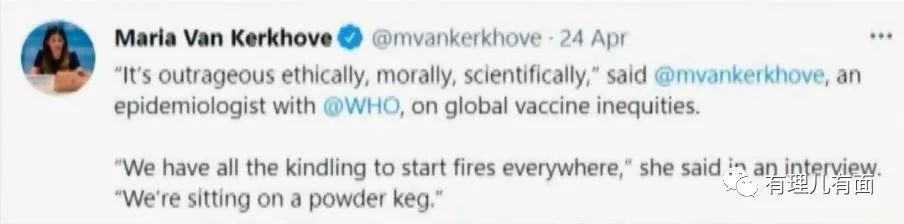 Maria Van Kerkhove @mvankerkhove · 24 Apr
"It's outrageous ethically, morally, scientifically," said @mvankerkhove, an
epidemiologist with @WHO, on global vaccine inequities.
"We have all the kindling to start fires everywhere," she said in an interview.
"We're sitting on a powder keg."
有理儿有面